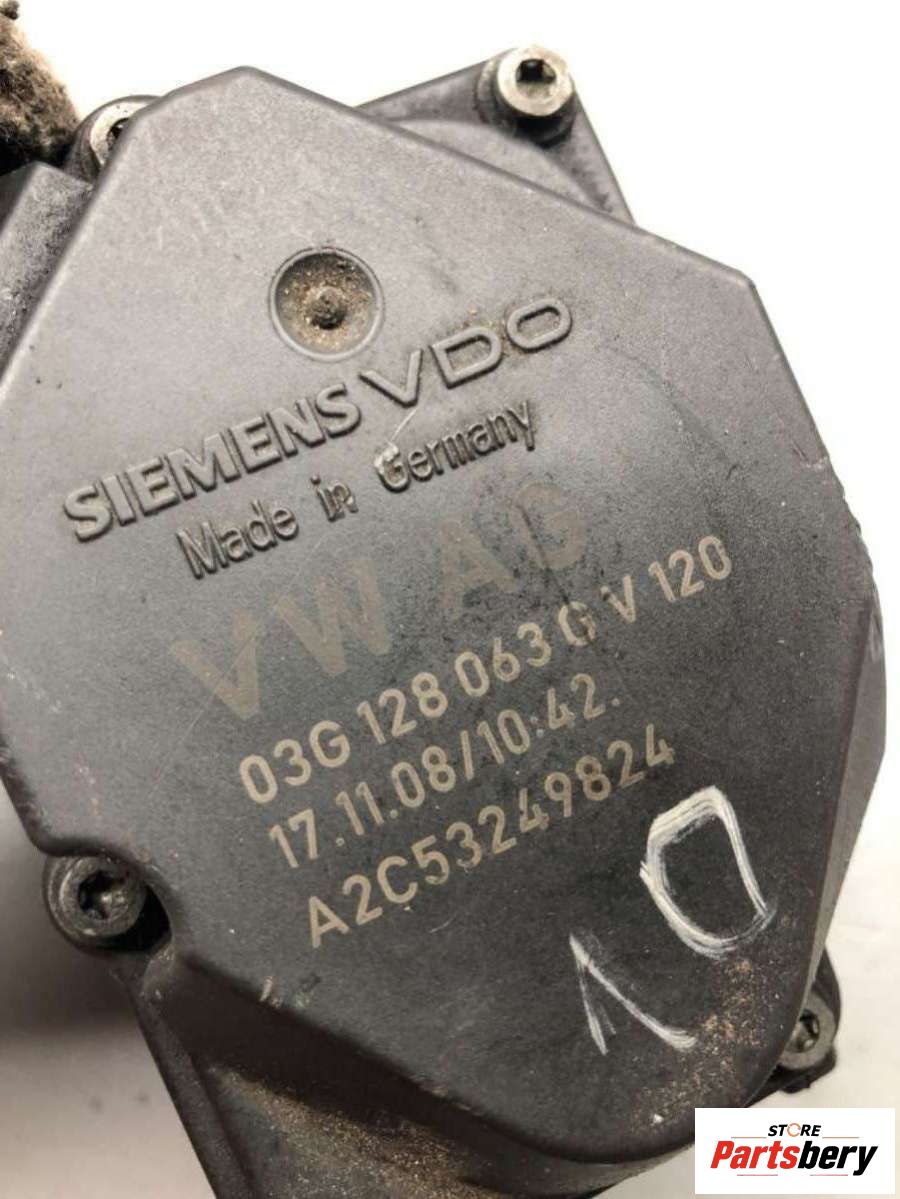 SIEMENS VDO
Made in Germany
VW AG
03G 128 063 G V 120
17.11.08/10:42.
A2C53249824
10
STORE
Partsbery